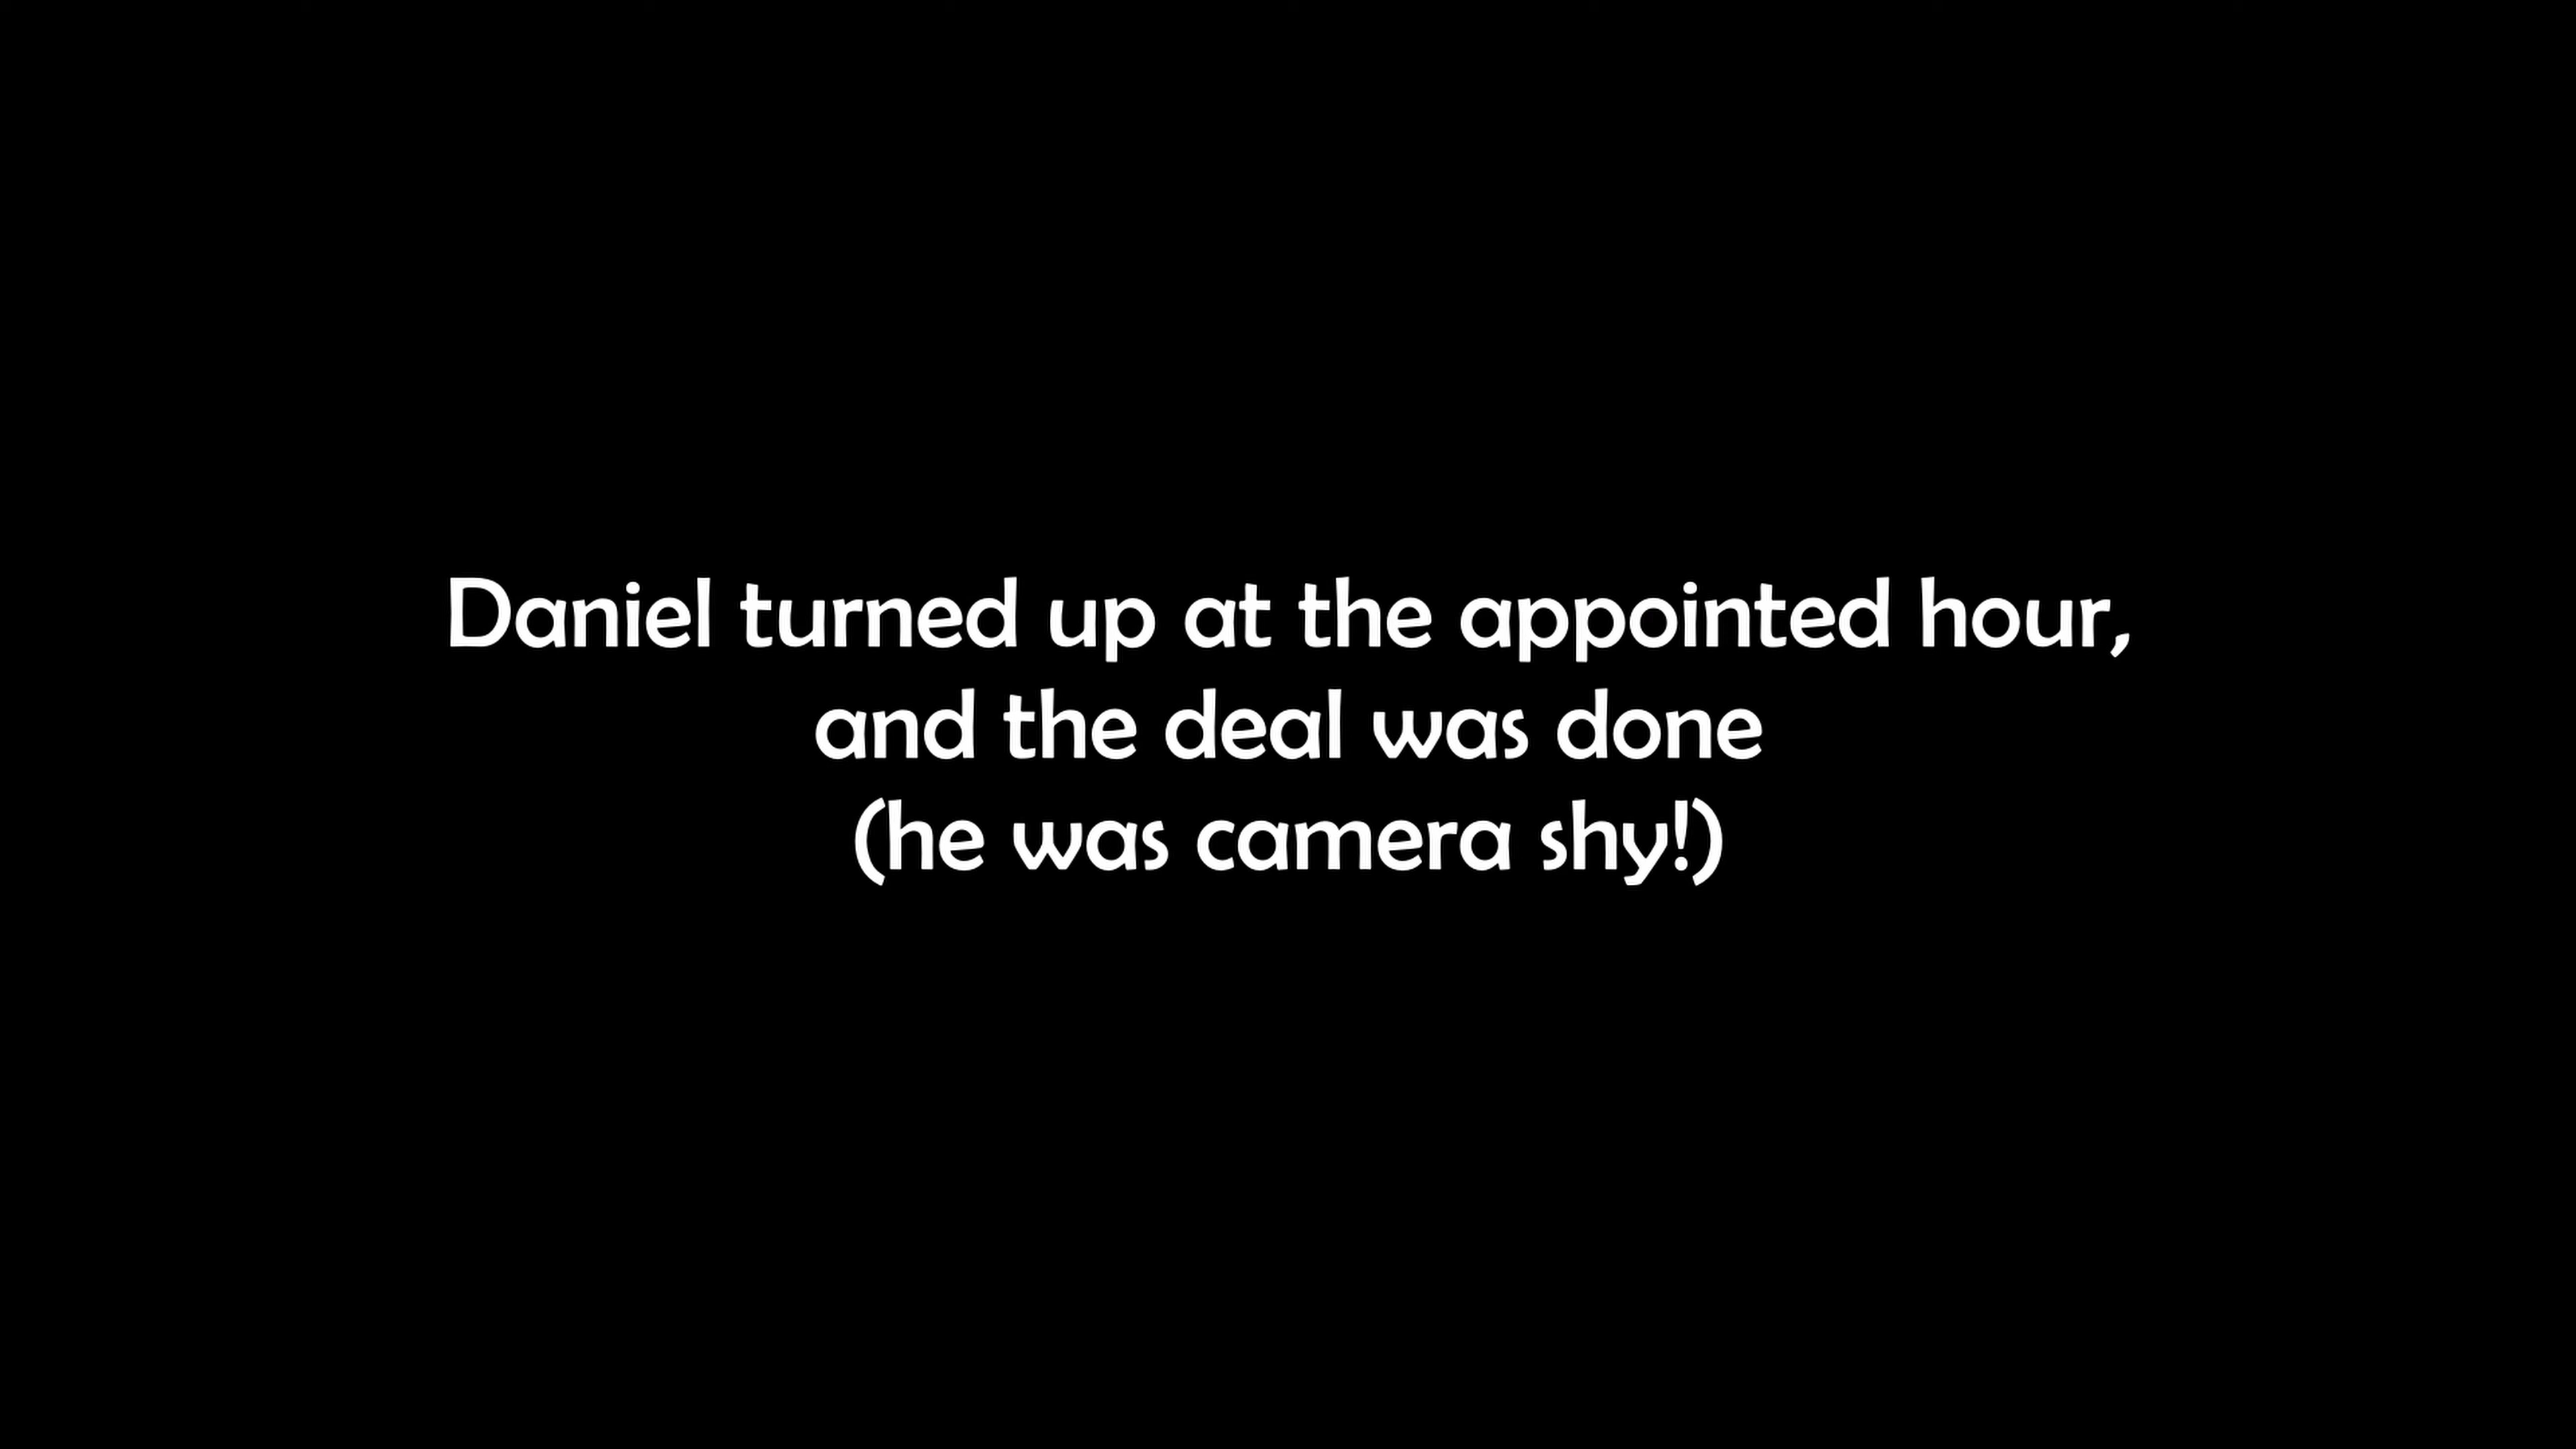 Daniel turned up at the appointed hour,
and the deal was done
(he was camera shy!)